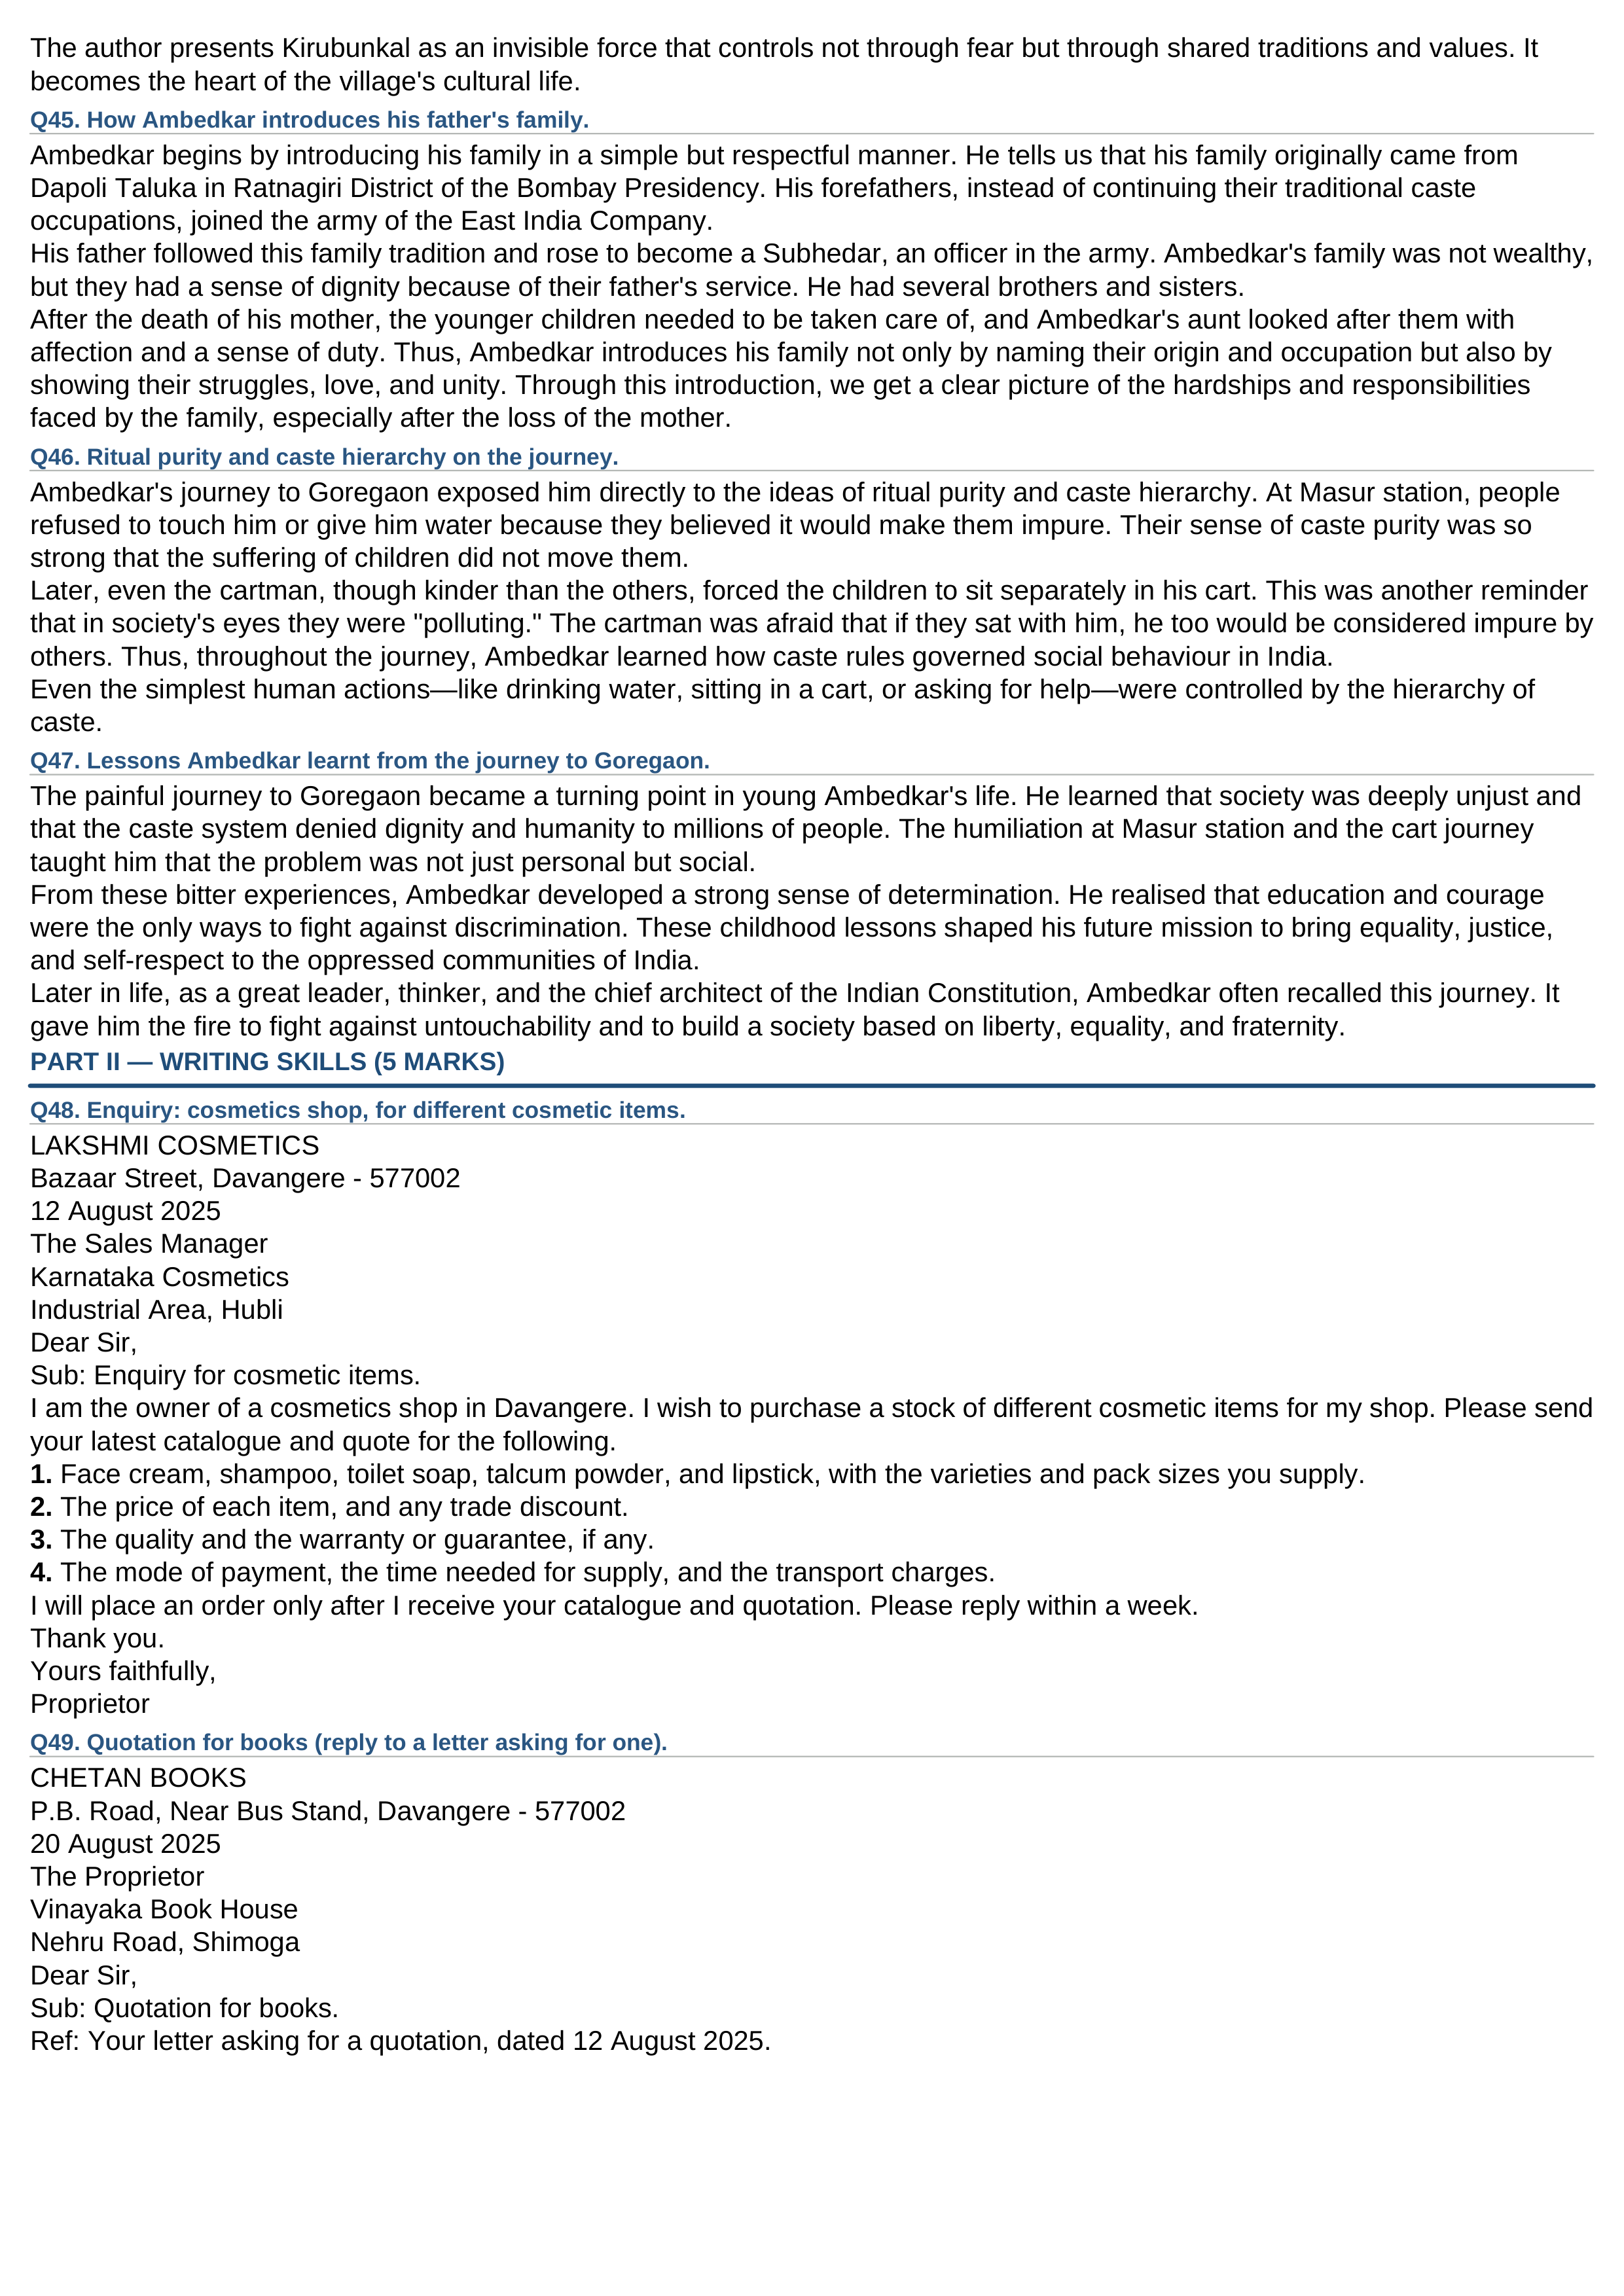 The author presents Kirubunkal as an invisible force that controls not through fear but through shared traditions and values. It
becomes the heart of the village's cultural life.
Q45. How Ambedkar introduces his father's family.
Ambedkar begins by introducing his family in a simple but respectful manner. He tells us that his family originally came from
Dapoli Taluka in Ratnagiri District of the Bombay Presidency. His forefathers, instead of continuing their traditional caste
occupations, joined the army of the East India Company.
His father followed this family tradition and rose to become a Subhedar, an officer in the army. Ambedkar's family was not wealthy,
but they had a sense of dignity because of their father's service. He had several brothers and sisters.
After the death of his mother, the younger children needed to be taken care of, and Ambedkar's aunt looked after them with
affection and a sense of duty. Thus, Ambedkar introduces his family not only by naming their origin and occupation but also by
showing their struggles, love, and unity. Through this introduction, we get a clear picture of the hardships and responsibilities
faced by the family, especially after the loss of the mother.
Q46. Ritual purity and caste hierarchy on the journey.
Ambedkar's journey to Goregaon exposed him directly to the ideas of ritual purity and caste hierarchy. At Masur station, people
refused to touch him or give him water because they believed it would make them impure. Their sense of caste purity was so
strong that the suffering of children did not move them.
Later, even the cartman, though kinder than the others, forced the children to sit separately in his cart. This was another reminder
that in society's eyes they were "polluting." The cartman was afraid that if they sat with him, he too would be considered impure by
others. Thus, throughout the journey, Ambedkar learned how caste rules governed social behaviour in India.
Even the simplest human actions—like drinking water, sitting in a cart, or asking for help—were controlled by the hierarchy of
caste.
Q47. Lessons Ambedkar learnt from the journey to Goregaon.
The painful journey to Goregaon became a turning point in young Ambedkar's life. He learned that society was deeply unjust and
that the caste system denied dignity and humanity to millions of people. The humiliation at Masur station and the cart journey
taught him that the problem was not just personal but social.
From these bitter experiences, Ambedkar developed a strong sense of determination. He realised that education and courage
were the only ways to fight against discrimination. These childhood lessons shaped his future mission to bring equality, justice,
and self-respect to the oppressed communities of India.
Later in life, as a great leader, thinker, and the chief architect of the Indian Constitution, Ambedkar often recalled this journey. It
gave him the fire to fight against untouchability and to build a society based on liberty, equality, and fraternity.
PART II — WRITING SKILLS (5 MARKS)
Q48. Enquiry: cosmetics shop, for different cosmetic items.
LAKSHMI COSMETICS
Bazaar Street, Davangere - 577002
12 August 2025
The Sales Manager
Karnataka Cosmetics
Industrial Area, Hubli
Dear Sir,
Sub: Enquiry for cosmetic items.
I am the owner of a cosmetics shop in Davangere. I wish to purchase a stock of different cosmetic items for my shop. Please send
your latest catalogue and quote for the following.
1. Face cream, shampoo, toilet soap, talcum powder, and lipstick, with the varieties and pack sizes you supply.
2. The price of each item, and any trade discount.
3. The quality and the warranty or guarantee, if any.
4. The mode of payment, the time needed for supply, and the transport charges.
I will place an order only after I receive your catalogue and quotation. Please reply within a week.
Thank you.
Yours faithfully,
Proprietor
Q49. Quotation for books (reply to a letter asking for one).
CHETAN BOOKS
P.B. Road, Near Bus Stand, Davangere - 577002
20 August 2025
The Proprietor
Vinayaka Book House
Nehru Road, Shimoga
Dear Sir,
Sub: Quotation for books.
Ref: Your letter asking for a quotation, dated 12 August 2025.